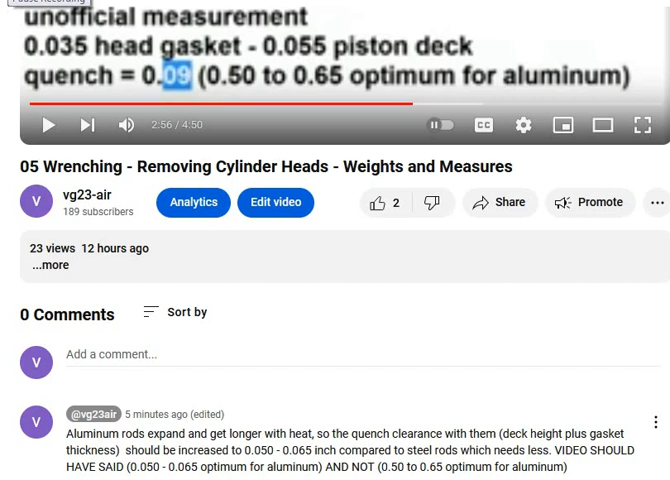 Pause Recording
unofficial measurement
0.035 head gasket - 0.055 piston deck
quench = 0.09 (0.50 to 0.65 optimum for aluminum)
2:56 / 4:50
CC
05 Wrenching - Removing Cylinder Heads - Weights and Measures
V
vg23-air
189 subscribers
Analytics
Edit video
2
Share
Promote
23 views 12 hours ago
...more
0 Comments
Sort by
V
Add a comment...
V
@vg23air 5 minutes ago (edited)
Aluminum rods expand and get longer with heat, so the quench clearance with them (deck height plus gasket
thickness) should be increased to 0.050 - 0.065 inch compared to steel rods which needs less. VIDEO SHOULD
HAVE SAID (0.050 - 0.065 optimum for aluminum) AND NOT (0.50 to 0.65 optimum for aluminum)